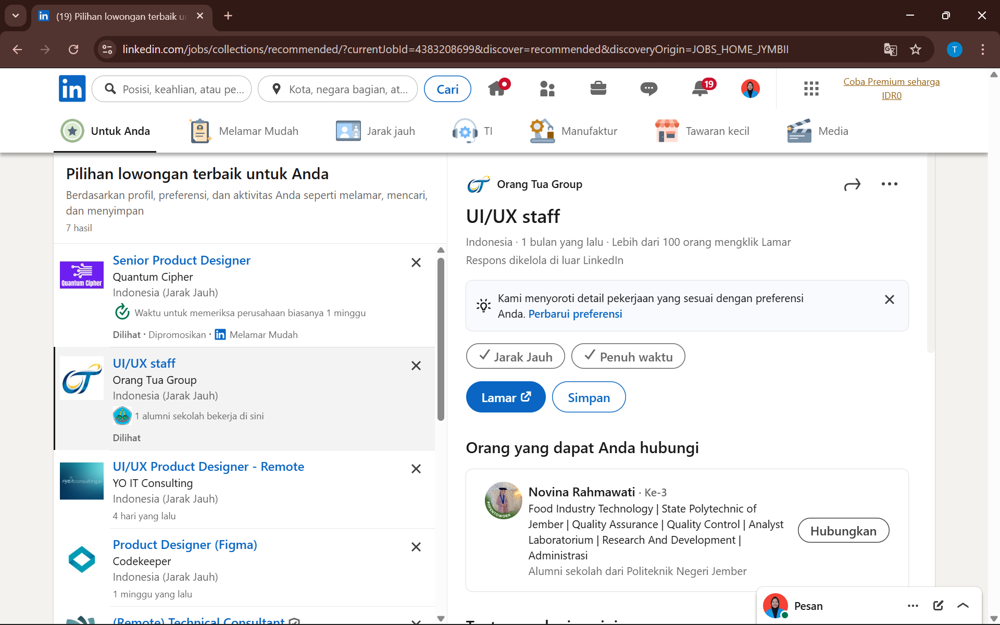 (19) Pilihan lowongan terbaik u
linkedin.com/jobs/collections/recommended/?currentJobId=4383208699&discover=recommended&discoveryOrigin=JOBS_HOME_JYMBII
T
in
Posisi, keahlian, atau pe...
Kota, negara bagian, at...
Cari
19
Coba Premium seharga
IDR0
Untuk Anda
Melamar Mudah
Jarak jauh
TI
Manufaktur
Tawaran kecil
Media
Pilihan lowongan terbaik untuk Anda
Berdasarkan profil, preferensi, dan aktivitas Anda seperti melamar, mencari,
dan menyimpan
7 hasil
Quantum Cipher
Senior Product Designer
Quantum Cipher
Indonesia (Jarak Jauh)
Waktu untuk memeriksa perusahaan biasanya 1 minggu
Dilihat · Dipromosikan · in Melamar Mudah
UI/UX staff
Orang Tua Group
Indonesia (Jarak Jauh)
1 alumni sekolah bekerja di sini
Dilihat
yoitconsulting.ai
UI/UX Product Designer - Remote
YO IT Consulting
Indonesia (Jarak Jauh)
4 hari yang lalu
Product Designer (Figma)
Codekeeper
Indonesia (Jarak Jauh)
1 minggu yang lalu
(Remote) Technical Consultant
Orang Tua Group
UI/UX staff
Indonesia · 1 bulan yang lalu · Lebih dari 100 orang mengklik Lamar
Respons dikelola di luar LinkedIn
Kami menyoroti detail pekerjaan yang sesuai dengan preferensi
Anda. Perbarui preferensi
Jarak Jauh
Penuh waktu
Lamar
Simpan
Orang yang dapat Anda hubungi
#OPENTOWORK
Novina Rahmawati · Ke-3
Food Industry Technology | State Polytechnic of
Jember | Quality Assurance | Quality Control | Analyst
Laboratorium | Research And Development |
Administrasi
Alumni sekolah dari Politeknik Negeri Jember
Hubungkan
Pesan